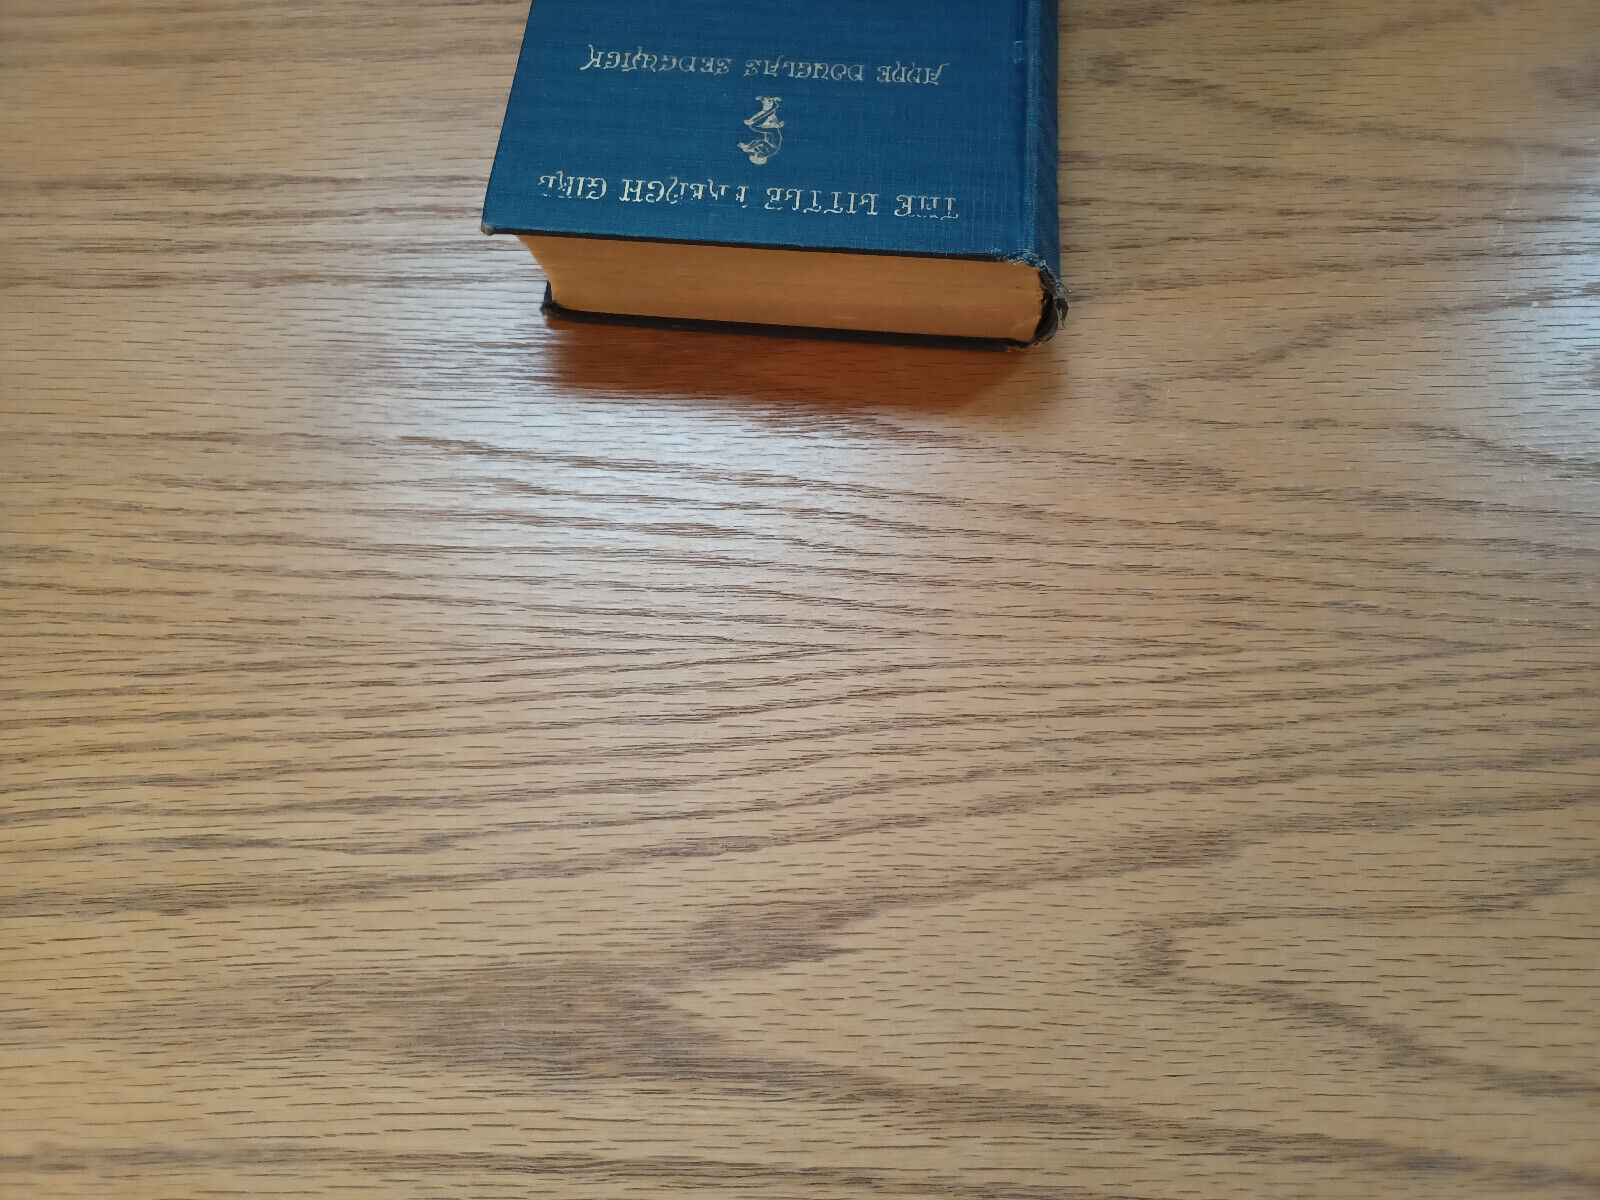 THE LITTLE FRENCH GIRL
ANNE DOUGLAS SEDGWICK